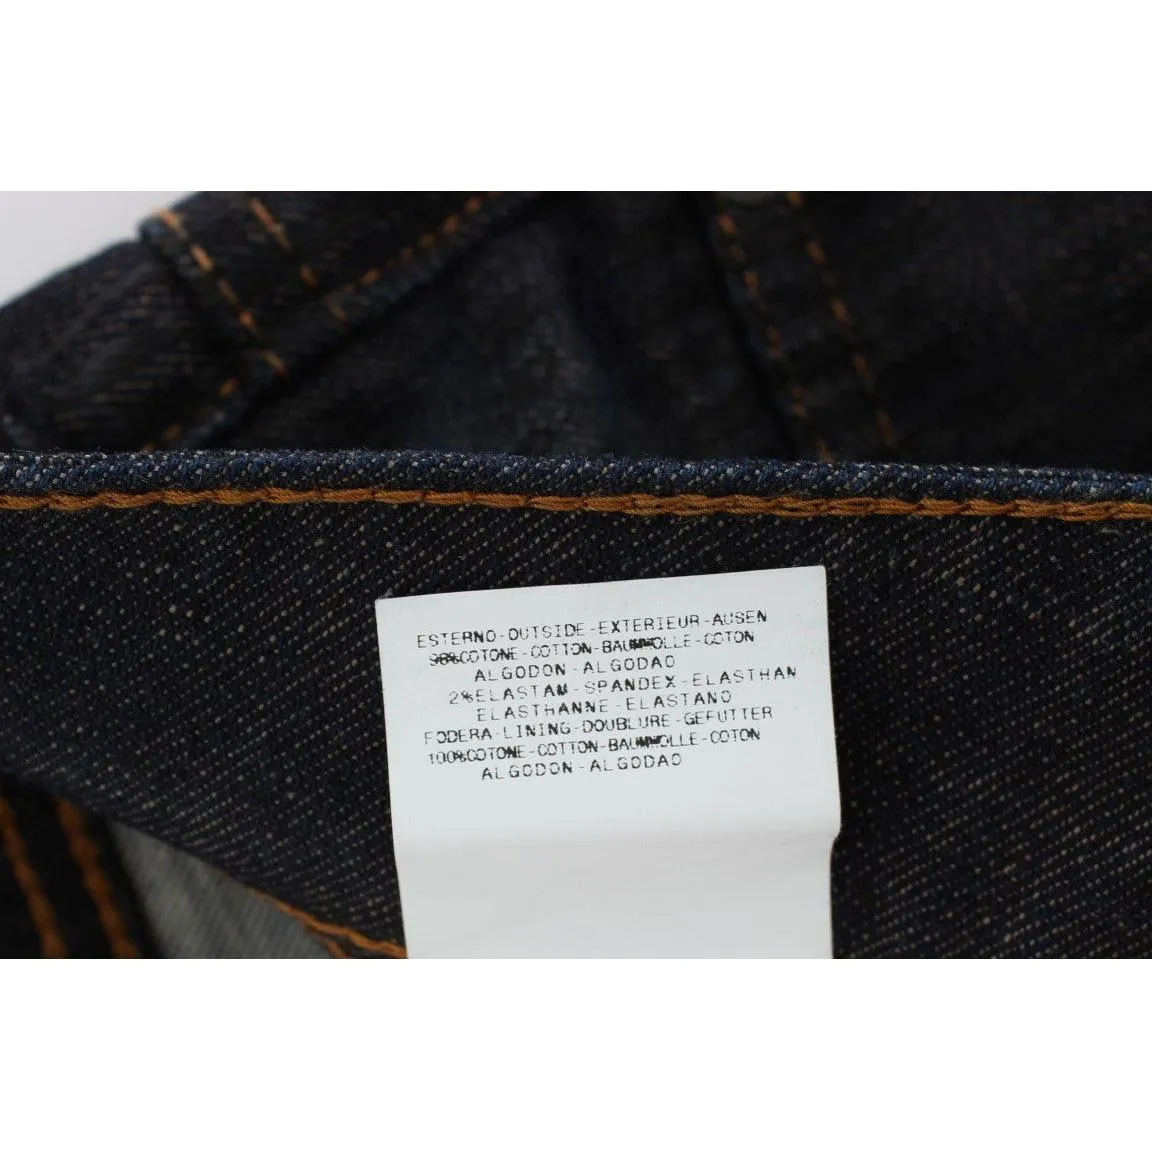 ESTERNO-OUTSIDE-EXTERIEUR-AUSEN
98%COTONE-COTTON-BAUMWOLLE-COTON
ALGODON-ALGODAO
2%ELASTAM-SPANDEX-ELASTHAN
ELASTHANNE-ELASTANO
FODERA-LINING-DOUBLURE-GEFUTTER
100%COTONE-COTTON-BAUMWOLLE-COTON
ALGODON-ALGODAO